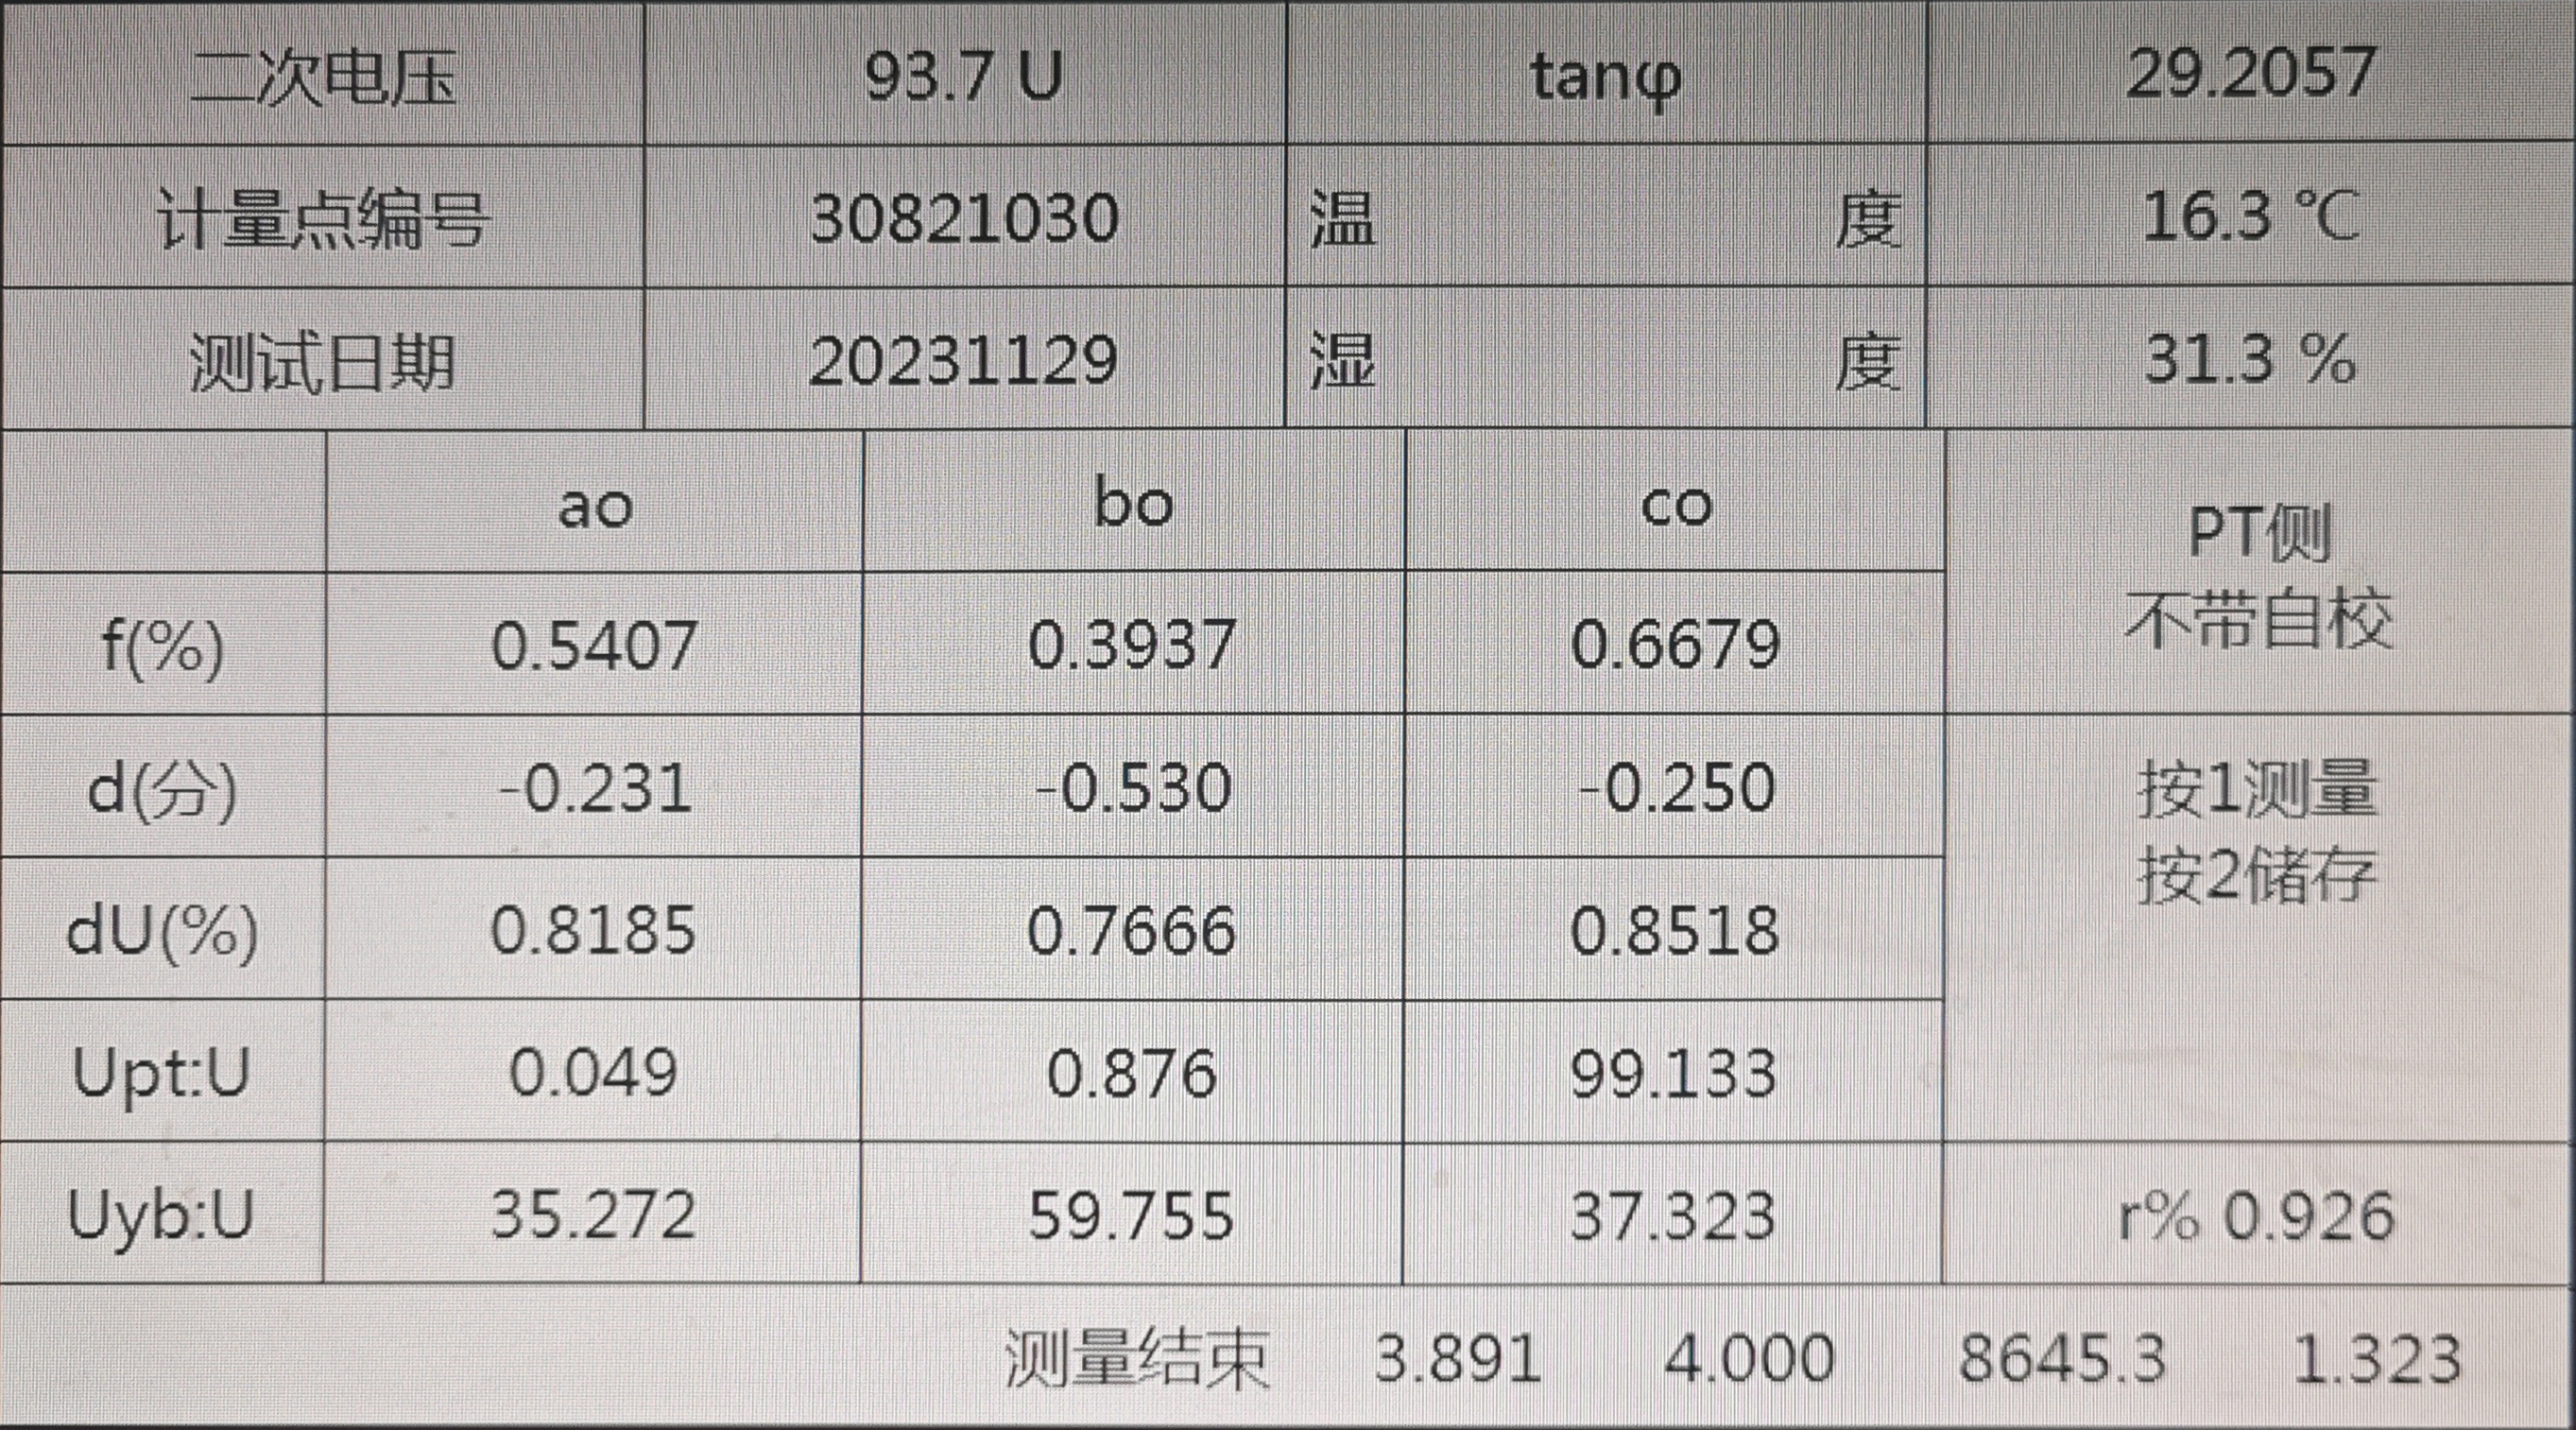 二次电压 93.7 U tanφ 29.2057
计量点编号 30821030 温 度 16.3 ℃
测试日期 20231129 湿 度 31.3 %
ao bo co PT侧
不带自校
f(%) 0.5407 0.3937 0.6679
d(分) -0.231 -0.530 -0.250 按1测量
按2储存
dU(%) 0.8185 0.7666 0.8518
Upt:U 0.049 0.876 99.133
Uyb:U 35.272 59.755 37.323 r% 0.926
测量结束 3.891 4.000 8645.3 1.323